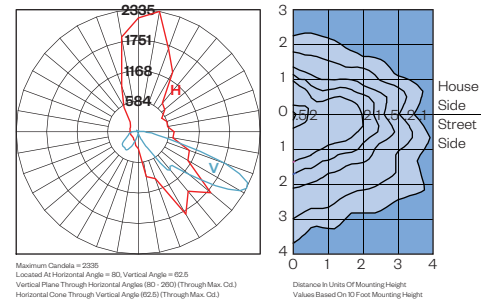 2335
1751
1168
584
H
V
Maximum Candela = 2335
Located At Horizontal Angle = 80, Vertical Angle = 62.5
Vertical Plane Through Horizontal Angles (80 - 260) (Through Max. Cd.)
Horizontal Cone Through Vertical Angle (62.5) (Through Max. Cd.)
3
2
1
0
1
2
3
4
0 1 2 3 4
.5 2
2 1 .5 .2 .1
House
Side
Street
Side
Distance In Units Of Mounting Height
Values Based On 10 Foot Mounting Height